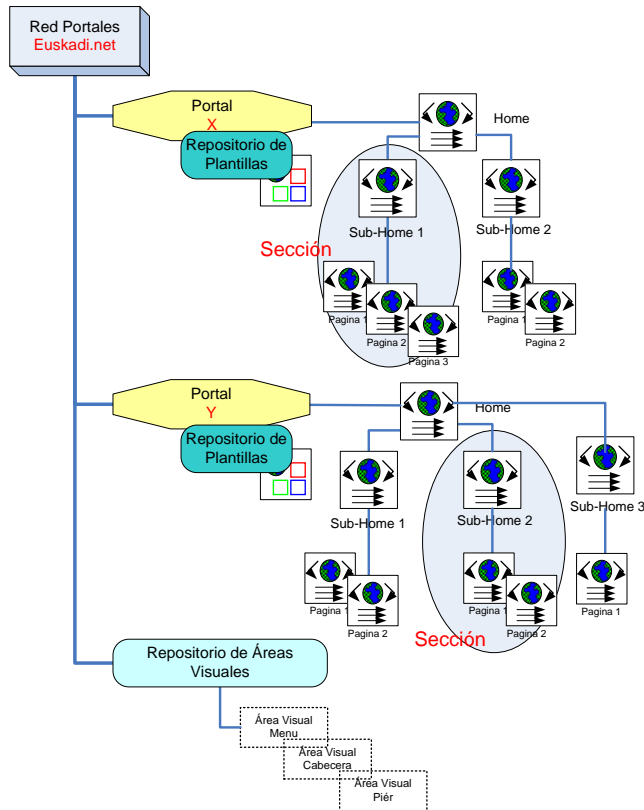 Red Portales
Euskadi.net
Portal
X
Repositorio de
Plantillas
Home
Sub-Home 1
Sub-Home 2
Sección
Pagina 1
Pagina 2
Pagina 3
Pagina 1
Pagina 2
Portal
Y
Repositorio de
Plantillas
Home
Sub-Home 1
Sub-Home 2
Sub-Home 3
Pagina 1
Pagina 2
Pagina 1
Pagina 2
Pagina 1
Sección
Repositorio de Áreas
Visuales
Área Visual
Menu
Área Visual
Cabecera
Área Visual
Piér